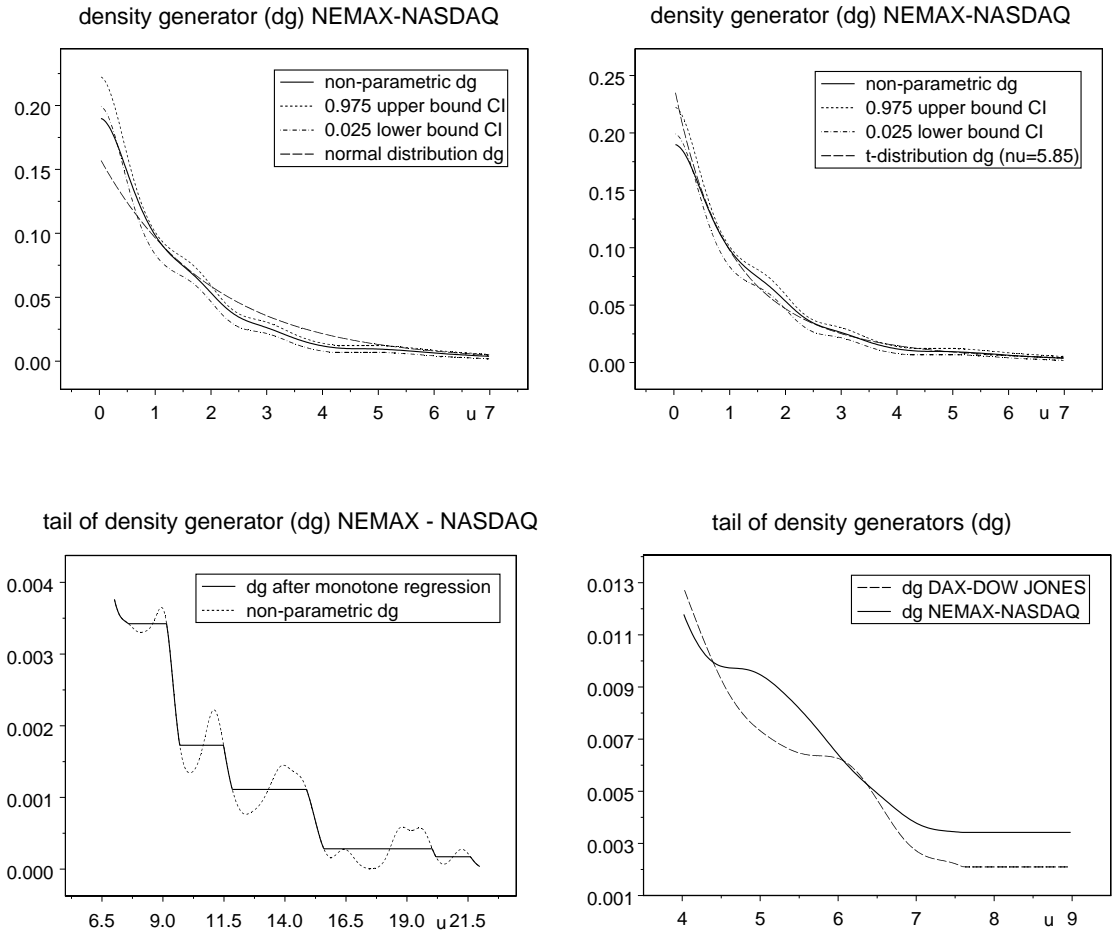 density generator (dg) NEMAX-NASDAQ
0.20
0.15
0.10
0.05
0.00
non-parametric dg
0.975 upper bound CI
0.025 lower bound CI
normal distribution dg
0 1 2 3 4 5 6 u 7
density generator (dg) NEMAX-NASDAQ
0.25
0.20
0.15
0.10
0.05
0.00
non-parametric dg
0.975 upper bound CI
0.025 lower bound CI
t-distribution dg (nu=5.85)
0 1 2 3 4 5 6 u 7
tail of density generator (dg) NEMAX - NASDAQ
0.004
0.003
0.002
0.001
0.000
dg after monotone regression
non-parametric dg
6.5 9.0 11.5 14.0 16.5 19.0 u 21.5
tail of density generators (dg)
0.013
0.011
0.009
0.007
0.005
0.003
0.001
dg DAX-DOW JONES
dg NEMAX-NASDAQ
4 5 6 7 8 u 9